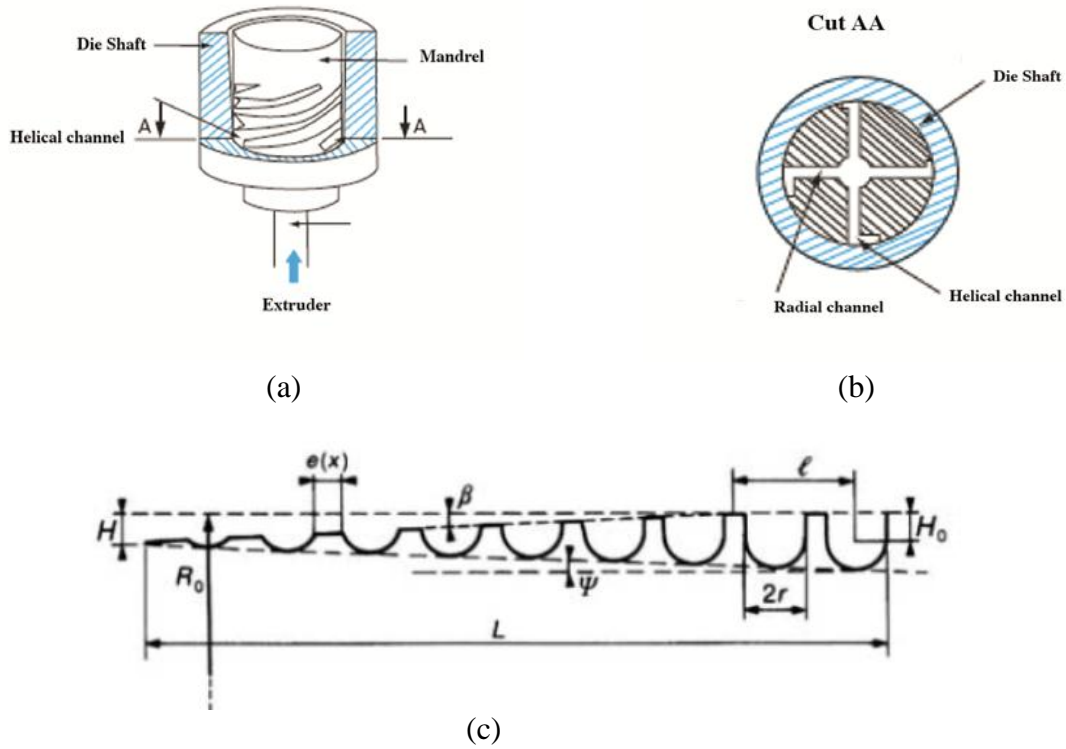 Die Shaft
Mandrel
A
A
Helical channel
Extruder
(a)
Cut AA
Die Shaft
Helical channel
Radial channel
(b)
e(x)
β
ℓ
H
H₀
R₀
Ψ
2r
L
(c)